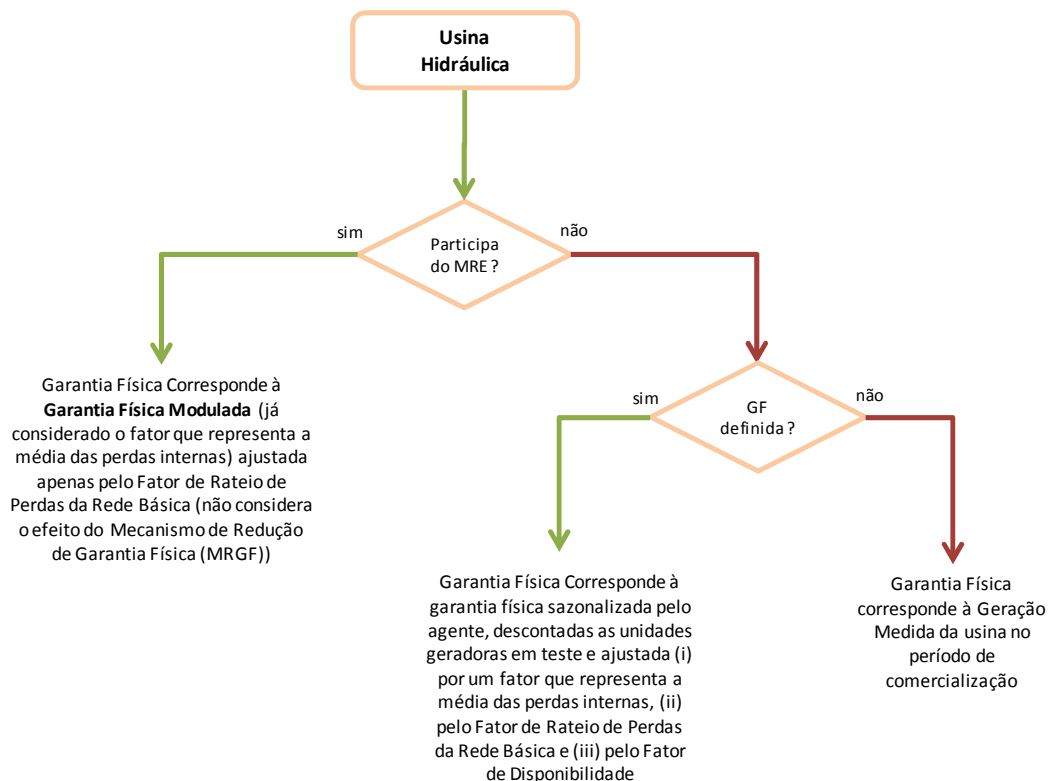 Usina
Hidráulica
sim
não
Participa
do MRE?
Garantia Física Corresponde à
Garantia Física Modulada (já
considerado o fator que representa a
média das perdas internas) ajustada
apenas pelo Fator de Rateio de
Perdas da Rede Básica (não considera
o efeito do Mecanismo de Redução
de Garantia Física (MRGF))
sim
não
GF
definida?
Garantia Física Corresponde à
garantia física sazonalizada pelo
agente, descontadas as unidades
geradoras em teste e ajustada (i)
por um fator que representa a
média das perdas internas, (ii)
pelo Fator de Rateio de Perdas
da Rede Básica e (iii) pelo Fator
de Disponibilidade
Garantia Física
corresponde à Geração
Medida da usina no
período de
comercialização